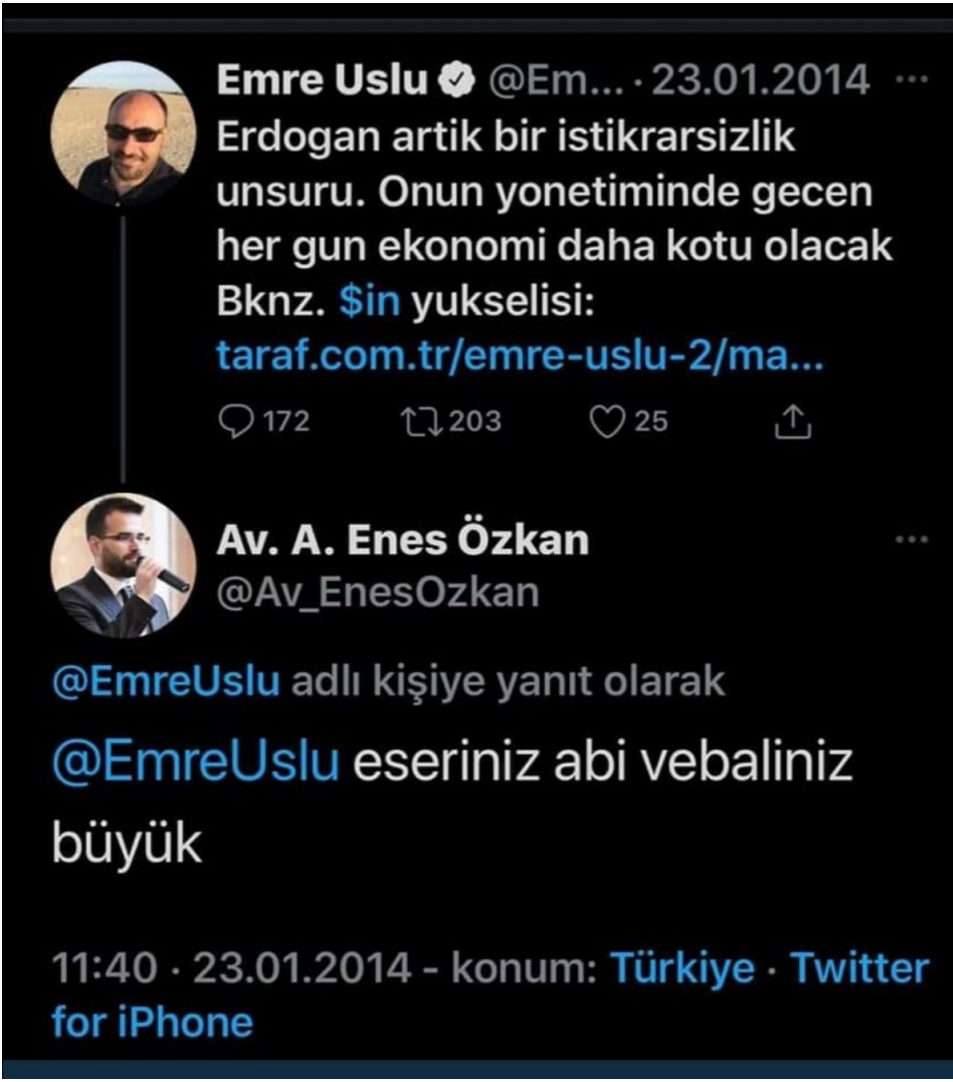 Emre Uslu @Em... · 23.01.2014
Erdogan artik bir istikrarsizlik
unsuru. Onun yonetiminde gecen
her gun ekonomi daha kotu olacak
Bknz. $in yukselisi:
taraf.com.tr/emre-uslu-2/ma...
172 203 25
Av. A. Enes Özkan
@Av_EnesOzkan
@EmreUslu adlı kişiye yanıt olarak
@EmreUslu eseriniz abi vebaliniz
büyük
11:40 · 23.01.2014 - konum: Türkiye · Twitter
for iPhone